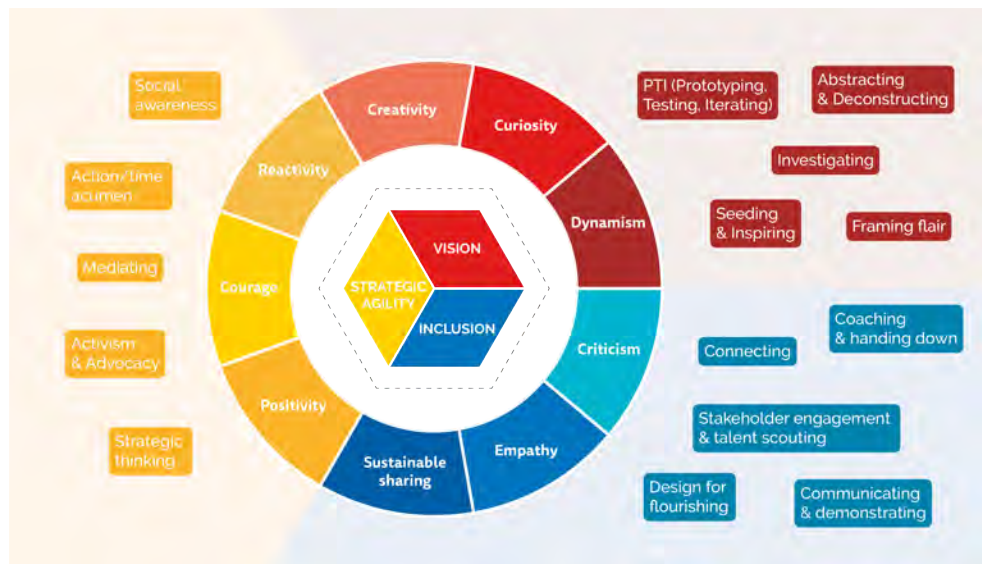 Social
awareness
Action/time
acumen
Mediating
Activism
& Advocacy
Strategic
thinking
Creativity
Curiosity
Dynamism
Criticism
Empathy
Sustainable
sharing
Positivity
Courage
Reactivity
VISION
STRATEGIC
AGILITY
INCLUSION
PTI (Prototyping,
Testing, Iterating)
Abstracting
& Deconstructing
Investigating
Seeding
& Inspiring
Framing flair
Coaching
& handing down
Connecting
Stakeholder engagement
& talent scouting
Design for
flourishing
Communicating
& demonstrating